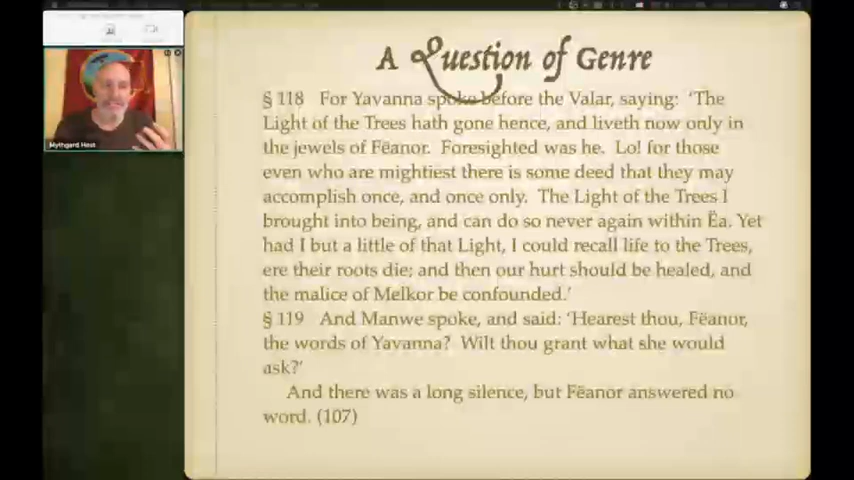 A Question of Genre
§ 118 For Yavanna spoke before the Valar, saying: ‘The
Light of the Trees hath gone hence, and liveth now only in
the jewels of Fëanor. Foresighted was he. Lo! for those
even who are mightiest there is some deed that they may
accomplish once, and once only. The Light of the Trees I
brought into being, and can do so never again within Ëa. Yet
had I but a little of that Light, I could recall life to the Trees,
ere their roots die; and then our hurt should be healed, and
the malice of Melkor be confounded.’
§ 119 And Manwe spoke, and said: ‘Hearest thou, Fëanor,
the words of Yavanna? Wilt thou grant what she would
ask?’
And there was a long silence, but Fëanor answered no
word. (107)
Mythgard Host